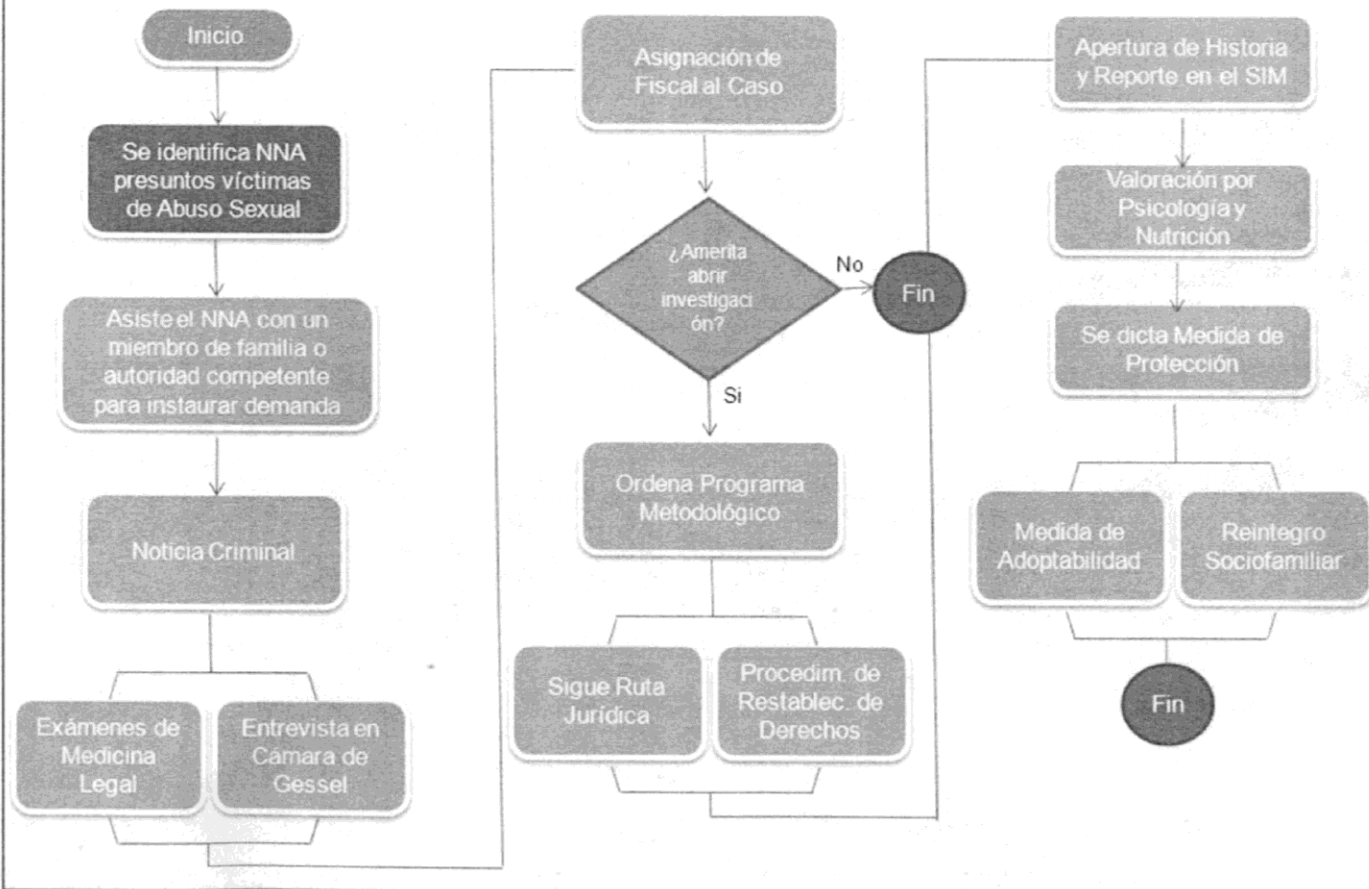 Inicio
Se identifica NNA
presuntos víctimas
de Abuso Sexual
Asiste el NNA con un
miembro de familia o
autoridad competente
para instaurar demanda
Noticia Criminal
Exámenes de
Medicina
Legal
Entrevista en
Cámara de
Gessel
Asignación de
Fiscal al Caso
¿Amerita
abrir
investigaci
ón?
No
Fin
Si
Ordena Programa
Metodológico
Sigue Ruta
Jurídica
Procedim. de
Restablec. de
Derechos
Apertura de Historia
y Reporte en el SIM
Valoración por
Psicología y
Nutrición
Se dicta Medida de
Protección
Medida de
Adoptabilidad
Reintegro
Sociofamiliar
Fin